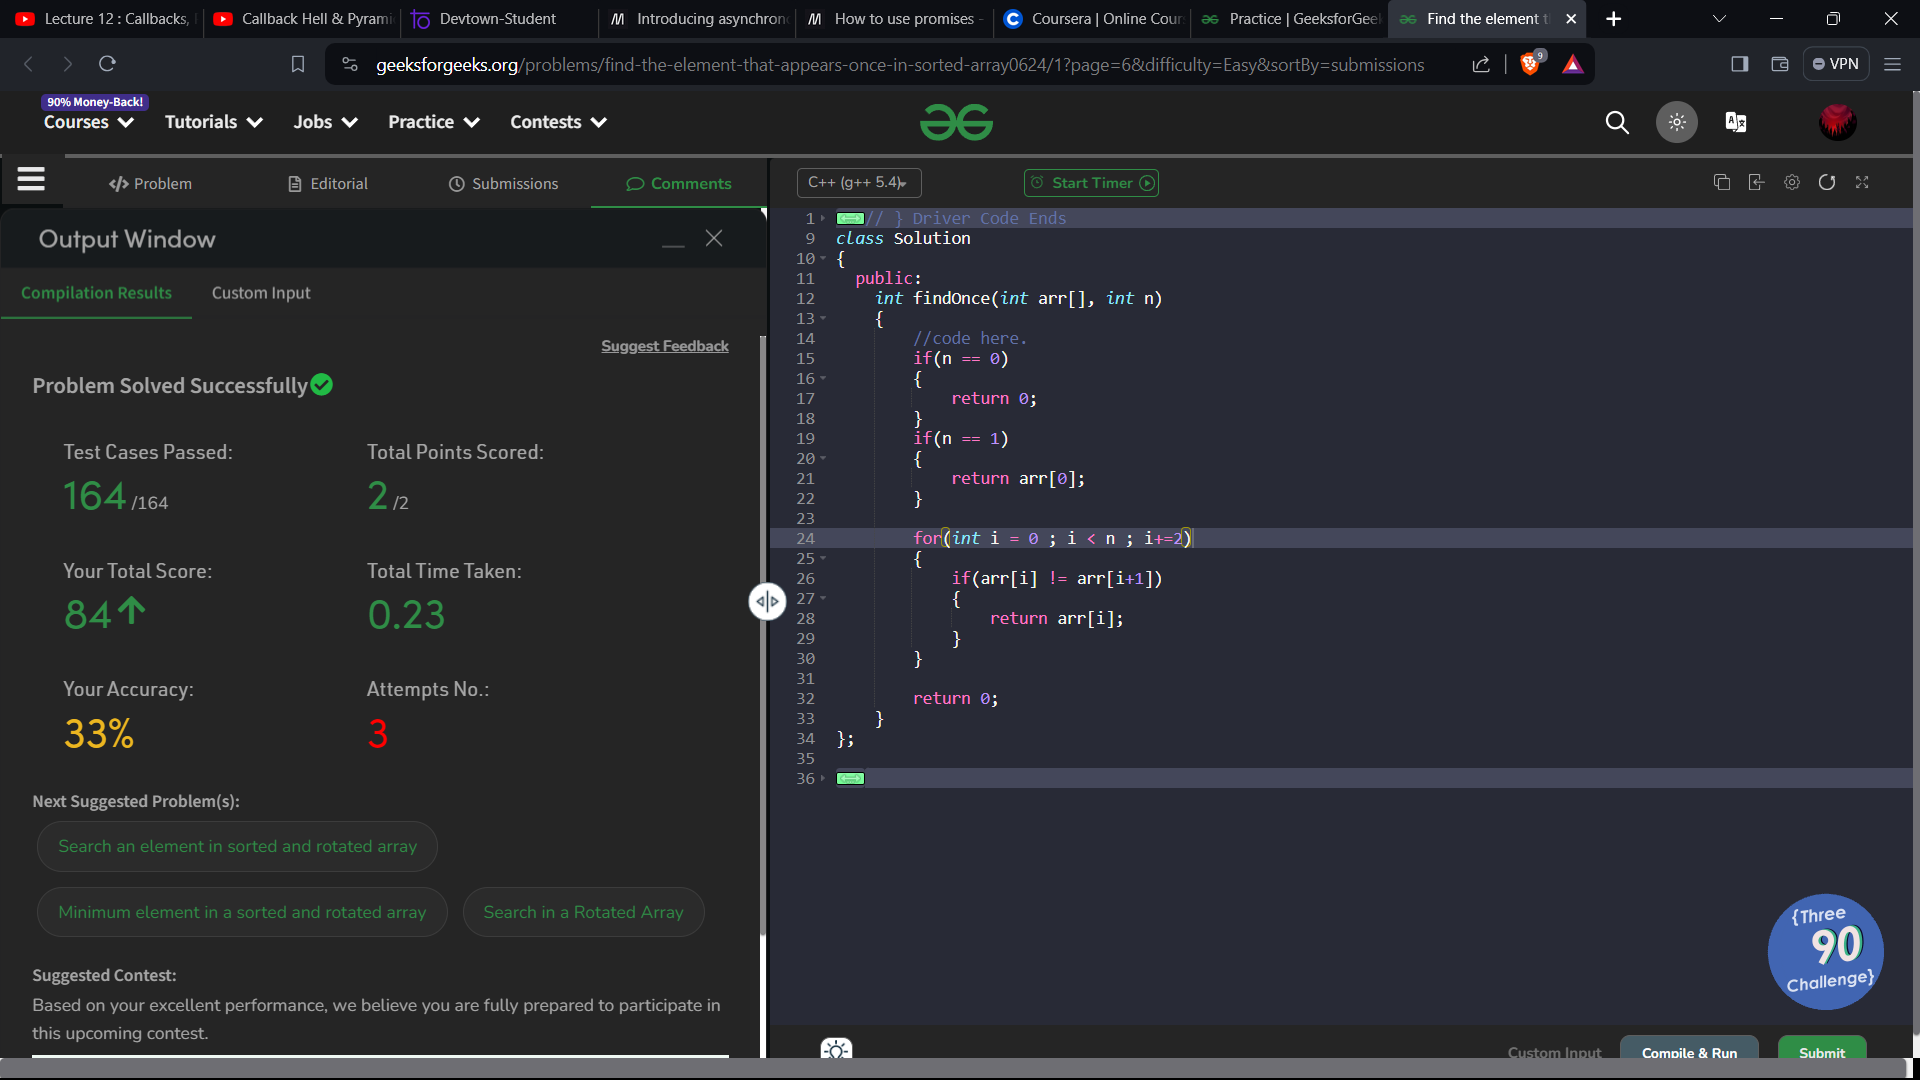 Lecture 12 : Callbacks,
Callback Hell & Pyrami
Devtown-Student
Introducing asynchron
How to use promises -
Coursera | Online Cour
Practice | GeeksforGeek
Find the element t
geeksforgeeks.org/problems/find-the-element-that-appears-once-in-sorted-array0624/1?page=6&difficulty=Easy&sortBy=submissions
9
VPN
90% Money-Back!
Courses
Tutorials
Jobs
Practice
Contests
Problem
Editorial
Submissions
Comments
Output Window
Compilation Results
Custom Input
Suggest Feedback
Problem Solved Successfully
Test Cases Passed:
164 /164
Total Points Scored:
2 /2
Your Total Score:
84
Total Time Taken:
0.23
Your Accuracy:
33%
Attempts No.:
3
Next Suggested Problem(s):
Search an element in sorted and rotated array
Minimum element in a sorted and rotated array
Search in a Rotated Array
Suggested Contest:
Based on your excellent performance, we believe you are fully prepared to participate in
this upcoming contest.
C++ (g++ 5.4)
Start Timer
1 // } Driver Code Ends
9 class Solution
10 {
11 public:
12 int findOnce(int arr[], int n)
13 {
14 //code here.
15 if(n == 0)
16 {
17 return 0;
18 }
19 if(n == 1)
20 {
21 return arr[0];
22 }
23
24 for(int i = 0 ; i < n ; i+=2)
25 {
26 if(arr[i] != arr[i+1])
27 {
28 return arr[i];
29 }
30 }
31
32 return 0;
33 }
34 };
35
36
{Three
90
Challenge}
Custom Input
Compile & Run
Submit